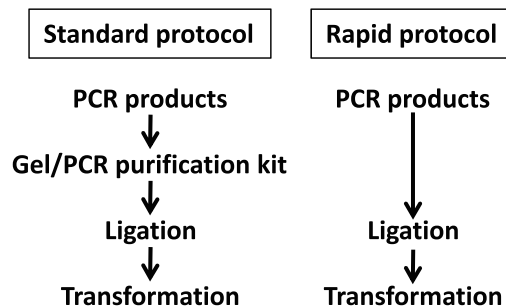 Standard protocol
PCR products
Gel/PCR purification kit
Ligation
Transformation
Rapid protocol
PCR products
Ligation
Transformation